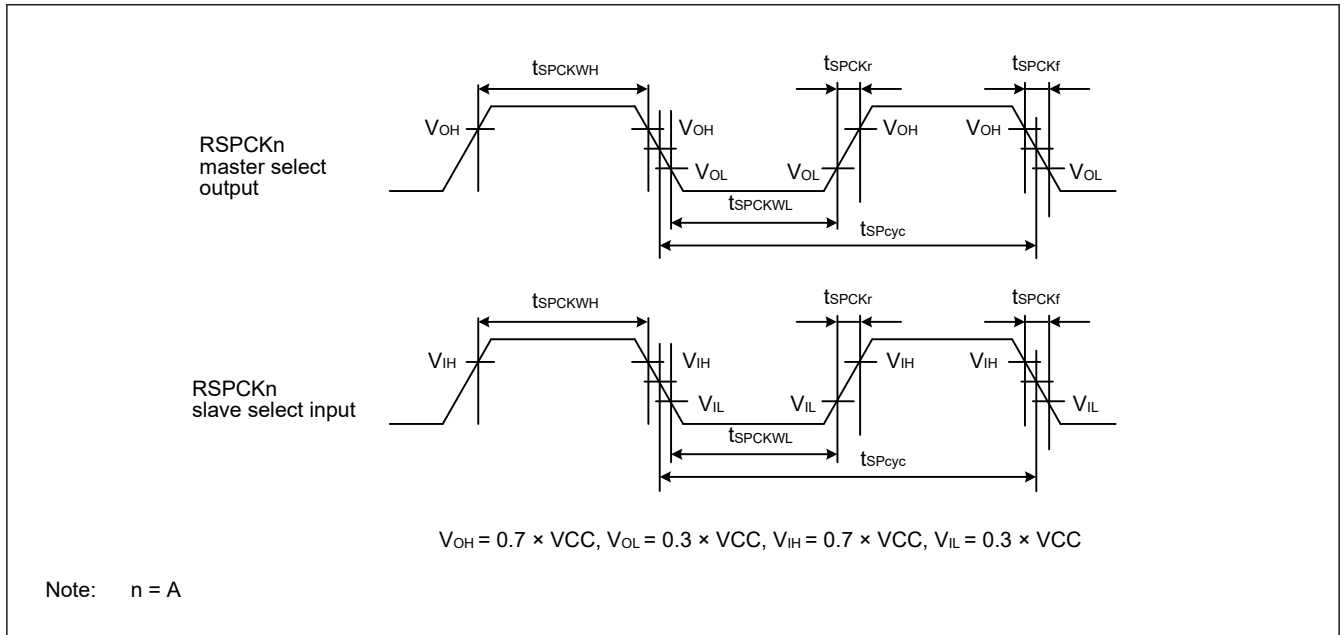 tSPCKWH
tSPCKr
tSPCKf
VOH
VOH
VOH
VOH
RSPCKn
master select
output
VOL
VOL
VOL
tSPCKWL
tSPcyc
tSPCKWH
tSPCKr
tSPCKf
VIH
VIH
VIH
VIH
RSPCKn
slave select input
VIL
VIL
VIL
tSPCKWL
tSPcyc
VOH = 0.7 × VCC, VOL = 0.3 × VCC, VIH = 0.7 × VCC, VIL = 0.3 × VCC
Note: n = A